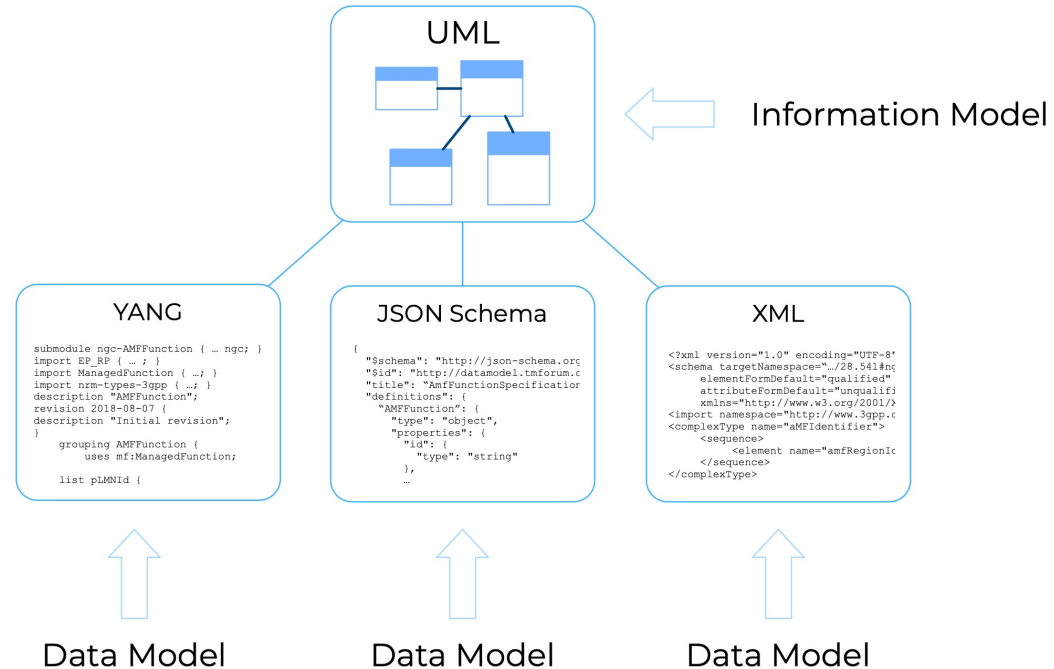 UML
Information Model
YANG
submodule ngc-AMFFunction { … ngc; }
import EP_RP { … ; }
import ManagedFunction { …; }
import nrm-types-3gpp { …; }
description "AMFFunction";
revision 2018-08-07 {
description "Initial revision";
}
grouping AMFFunction {
uses mf:ManagedFunction;
list pLMNId {
JSON Schema
{
"$schema": "http://json-schema.org
"$id": "http://datamodel.tmforum.o
"title": “AmfFunctionSpecification
"definitions": {
“AMFFunction”: {
"type": "object",
"properties": {
"id": {
"type": "string"
},
…
XML
<?xml version="1.0" encoding="UTF-8"
<schema targetNamespace=“…/28.541#ng
elementFormDefault="qualified"
attributeFormDefault="unqualifi
xmlns="http://www.w3.org/2001/X
<import namespace="http://www.3gpp.o
<complexType name="aMFIdentifier">
<sequence>
<element name="amfRegionId
</sequence>
</complexType>
Data Model
Data Model
Data Model